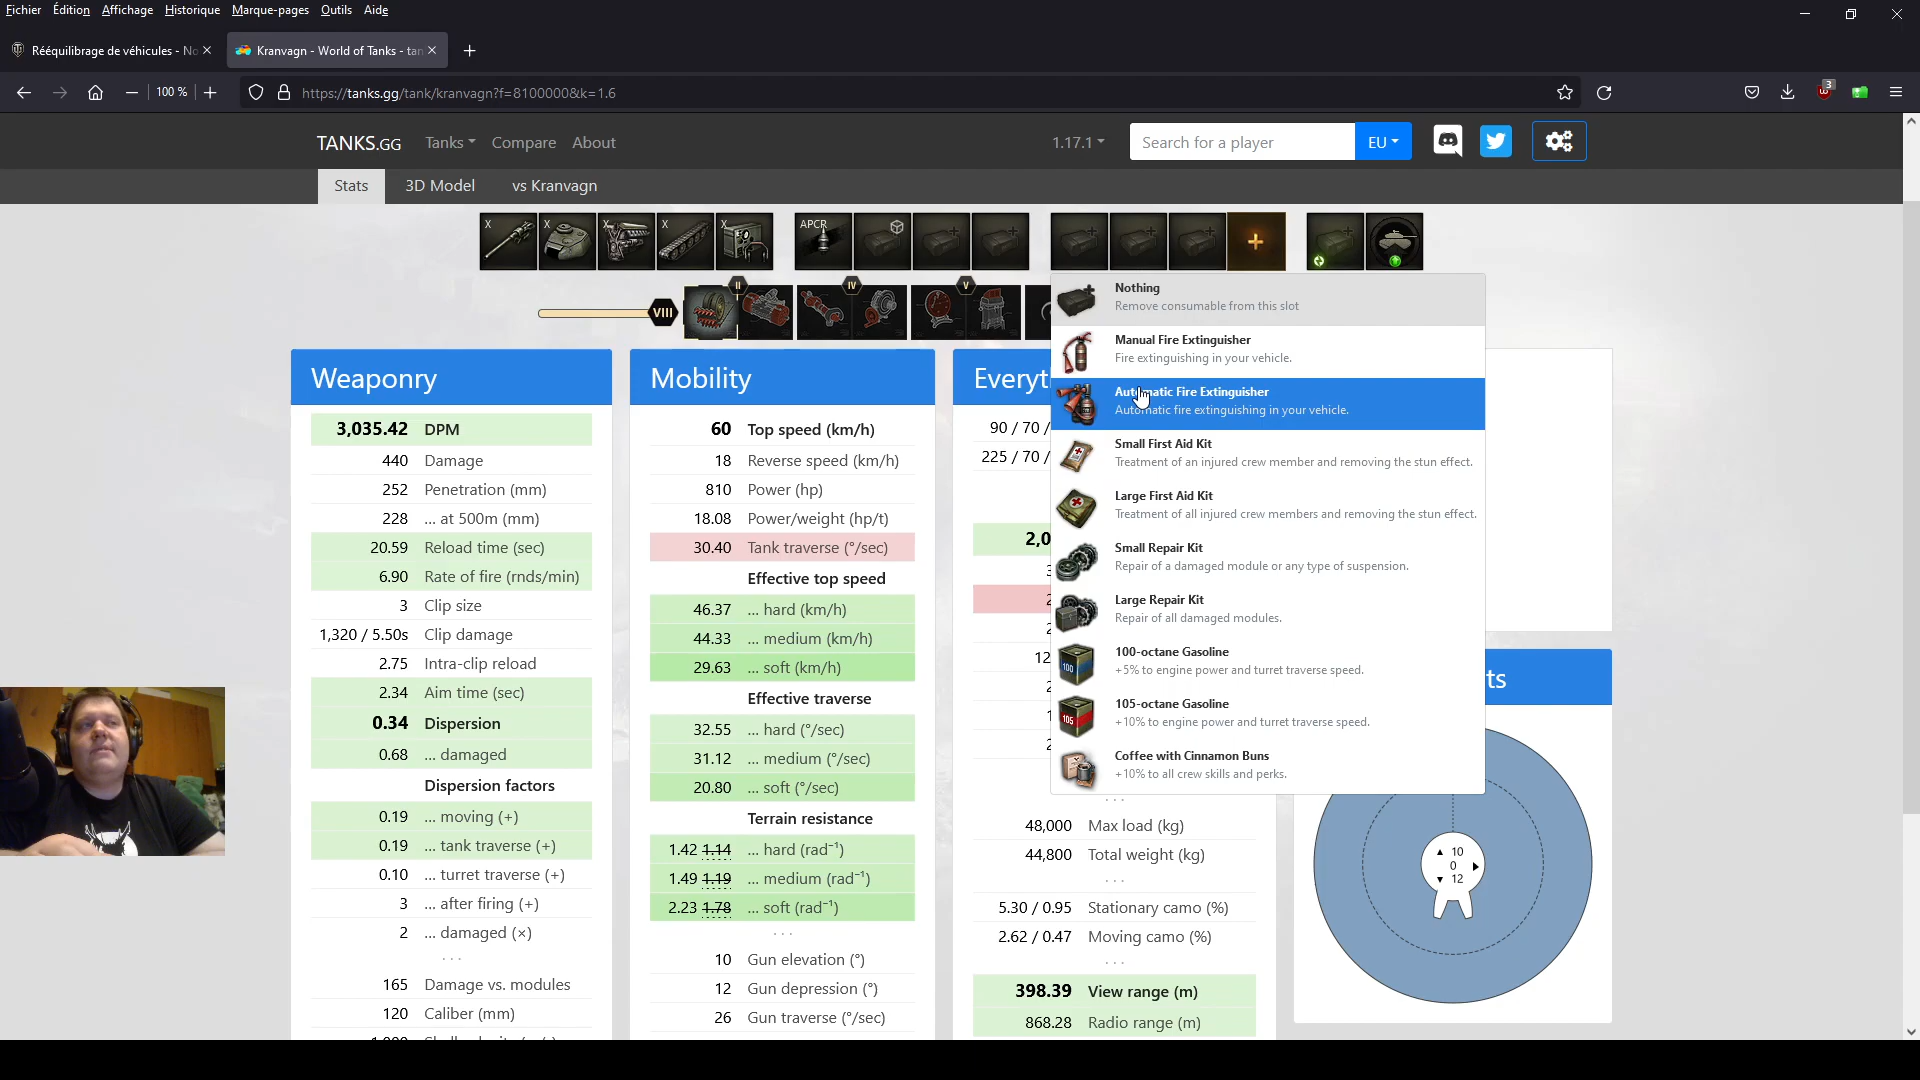 Fichier Édition Affichage Historique Marque-pages Outils Aide
Rééquilibrage de véhicules - No
Kranvagn - World of Tanks - tan
100 %
https://tanks.gg/tank/kranvagn?f=8100000&k=1.6
3
TANKS.GG Tanks Compare About
1.17.1
Search for a player
EU
Stats 3D Model vs Kranvagn
X X X X X APCR
VIII II IV V
Nothing
Remove consumable from this slot
Manual Fire Extinguisher
Fire extinguishing in your vehicle.
Automatic Fire Extinguisher
Automatic fire extinguishing in your vehicle.
Small First Aid Kit
Treatment of an injured crew member and removing the stun effect.
Large First Aid Kit
Treatment of all injured crew members and removing the stun effect.
Small Repair Kit
Repair of a damaged module or any type of suspension.
Large Repair Kit
Repair of all damaged modules.
100-octane Gasoline
+5% to engine power and turret traverse speed.
105-octane Gasoline
+10% to engine power and turret traverse speed.
Coffee with Cinnamon Buns
+10% to all crew skills and perks.
Weaponry
3,035.42 DPM
440 Damage
252 Penetration (mm)
228 ... at 500m (mm)
20.59 Reload time (sec)
6.90 Rate of fire (rnds/min)
3 Clip size
1,320 / 5.50s Clip damage
2.75 Intra-clip reload
2.34 Aim time (sec)
0.34 Dispersion
0.68 ... damaged
Dispersion factors
0.19 ... moving (+)
0.19 ... tank traverse (+)
0.10 ... turret traverse (+)
3 ... after firing (+)
2 ... damaged (×)
...
165 Damage vs. modules
120 Caliber (mm)
Mobility
60 Top speed (km/h)
18 Reverse speed (km/h)
810 Power (hp)
18.08 Power/weight (hp/t)
30.40 Tank traverse (°/sec)
Effective top speed
46.37 ... hard (km/h)
44.33 ... medium (km/h)
29.63 ... soft (km/h)
Effective traverse
32.55 ... hard (°/sec)
31.12 ... medium (°/sec)
20.80 ... soft (°/sec)
Terrain resistance
1.42 1.14 ... hard (rad⁻¹)
1.49 1.19 ... medium (rad⁻¹)
2.23 1.78 ... soft (rad⁻¹)
...
10 Gun elevation (°)
12 Gun depression (°)
26 Gun traverse (°/sec)
Everyt
90 / 70 /
225 / 70 /
2,0
12
...
48,000 Max load (kg)
44,800 Total weight (kg)
...
5.30 / 0.95 Stationary camo (%)
2.62 / 0.47 Moving camo (%)
...
398.39 View range (m)
868.28 Radio range (m)
ts
10
0
12